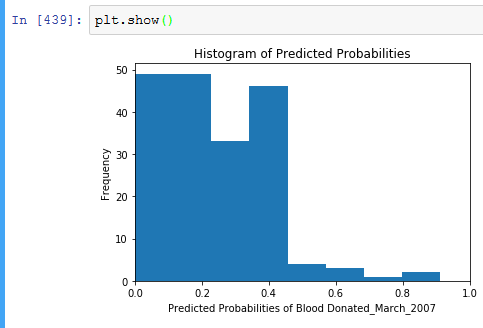 In [439]: plt.show()
Histogram of Predicted Probabilities
50
40
30
20
10
0
Frequency
0.0 0.2 0.4 0.6 0.8 1.0
Predicted Probabilities of Blood Donated_March_2007